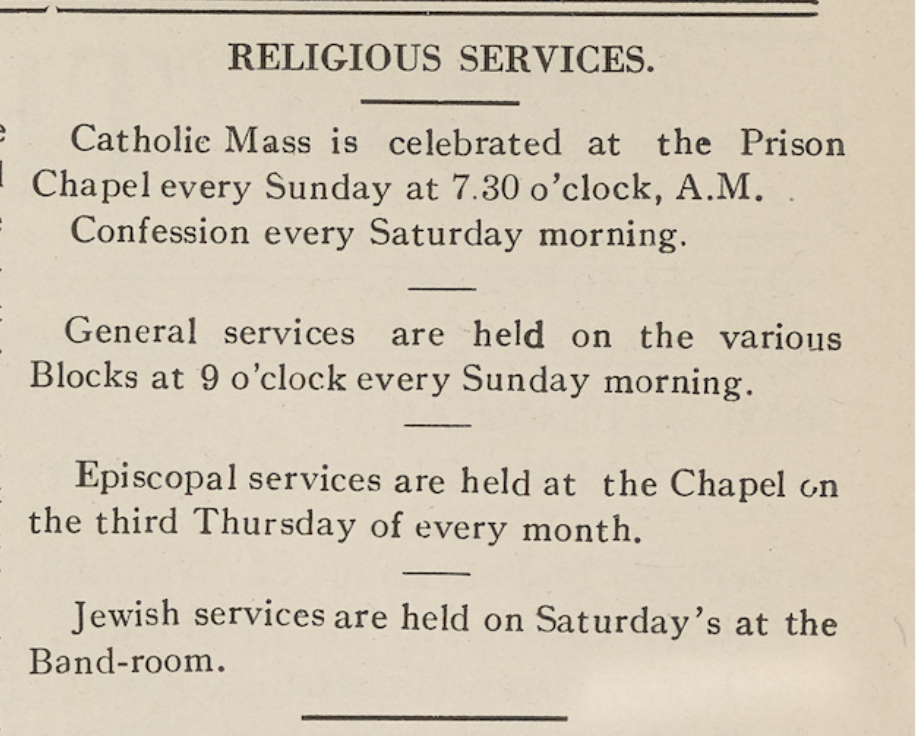 RELIGIOUS SERVICES.
Catholic Mass is celebrated at the Prison
Chapel every Sunday at 7.30 o'clock, A.M.
Confession every Saturday morning.
General services are held on the various
Blocks at 9 o'clock every Sunday morning.
Episcopal services are held at the Chapel on
the third Thursday of every month.
Jewish services are held on Saturday's at the
Band-room.